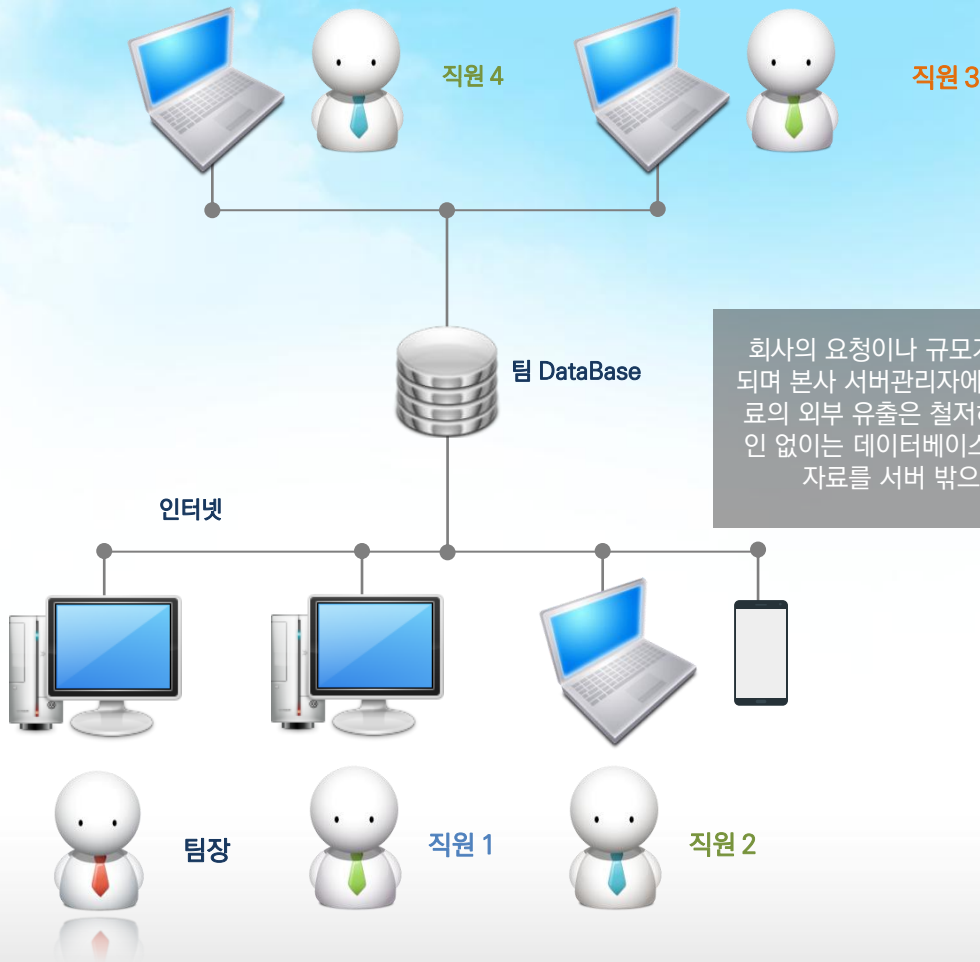 직원 4
직원 3
팀 DataBase
회사의 요청이나 규모
되며 본사 서버관리자에
료의 외부 유출은 철저
인 없이는 데이터베이스
자료를 서버 밖으
인터넷
팀장
직원 1
직원 2